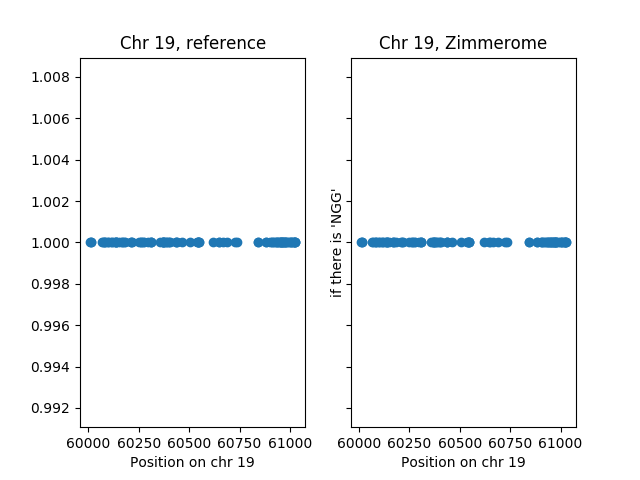 Chr 19, reference
1.008
1.006
1.004
1.002
1.000
0.998
0.996
0.994
0.992
60000 60250 60500 60750 61000
Position on chr 19
Chr 19, Zimmerome
if there is 'NGG'
60000 60250 60500 60750 61000
Position on chr 19